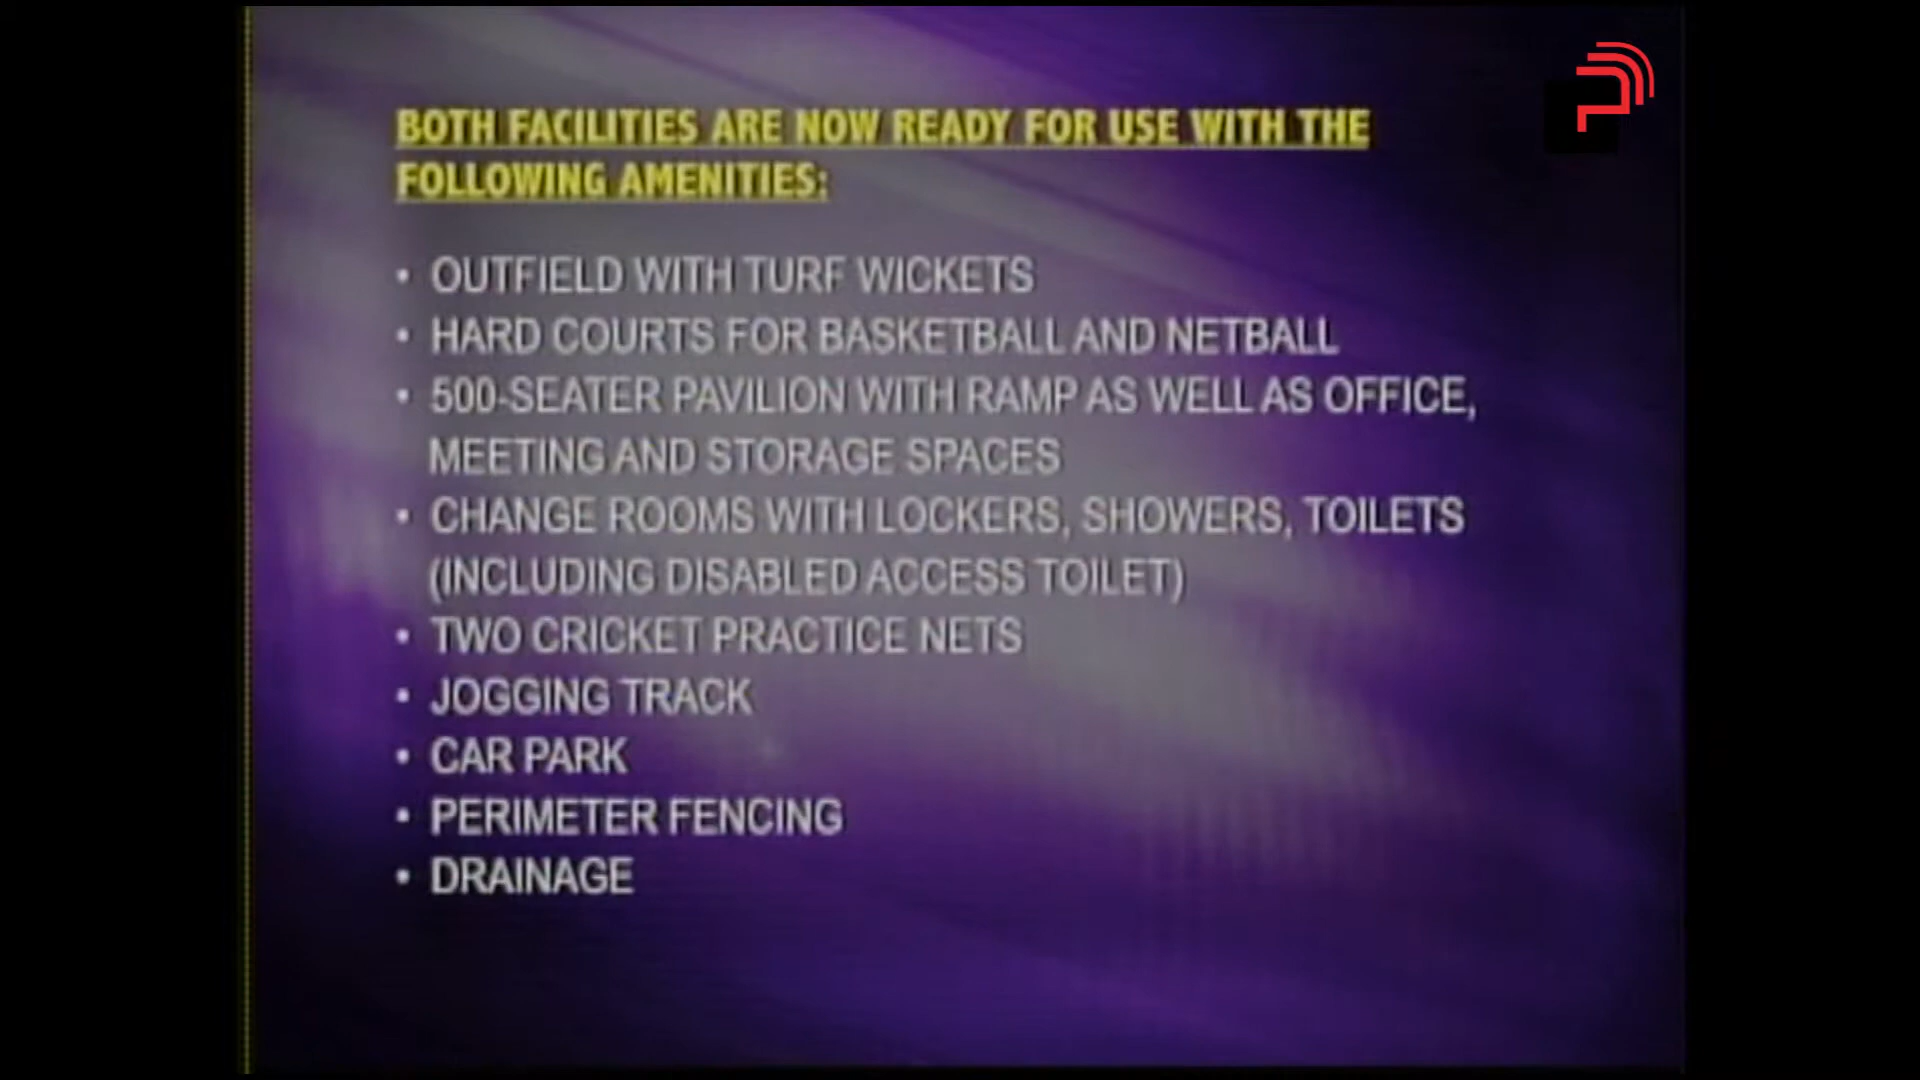 BOTH FACILITIES ARE NOW READY FOR USE WITH THE
FOLLOWING AMENITIES:
• OUTFIELD WITH TURF WICKETS
• HARD COURTS FOR BASKETBALL AND NETBALL
• 500-SEATER PAVILION WITH RAMP AS WELL AS OFFICE,
MEETING AND STORAGE SPACES
• CHANGE ROOMS WITH LOCKERS, SHOWERS, TOILETS
(INCLUDING DISABLED ACCESS TOILET)
• TWO CRICKET PRACTICE NETS
• JOGGING TRACK
• CAR PARK
• PERIMETER FENCING
• DRAINAGE